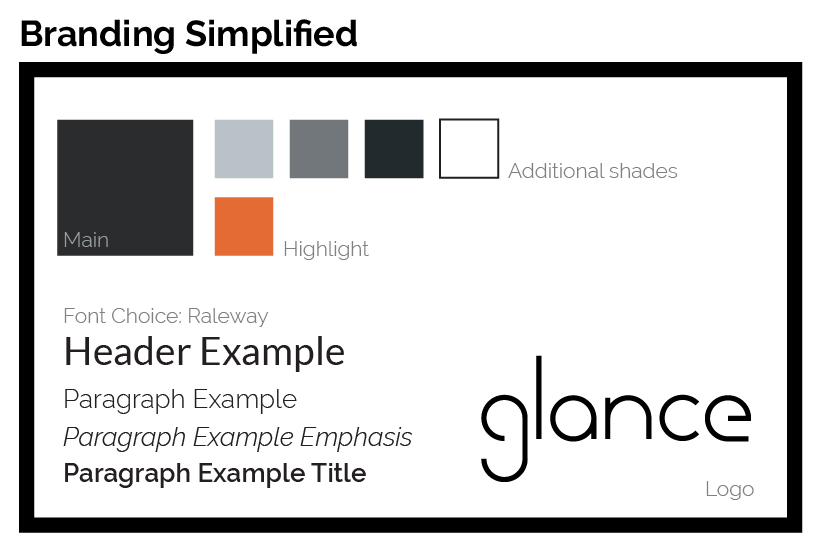 Branding Simplified
Additional shades
Main
Highlight
Font Choice: Raleway
Header Example
Paragraph Example
Paragraph Example Emphasis
Paragraph Example Title
glance
Logo